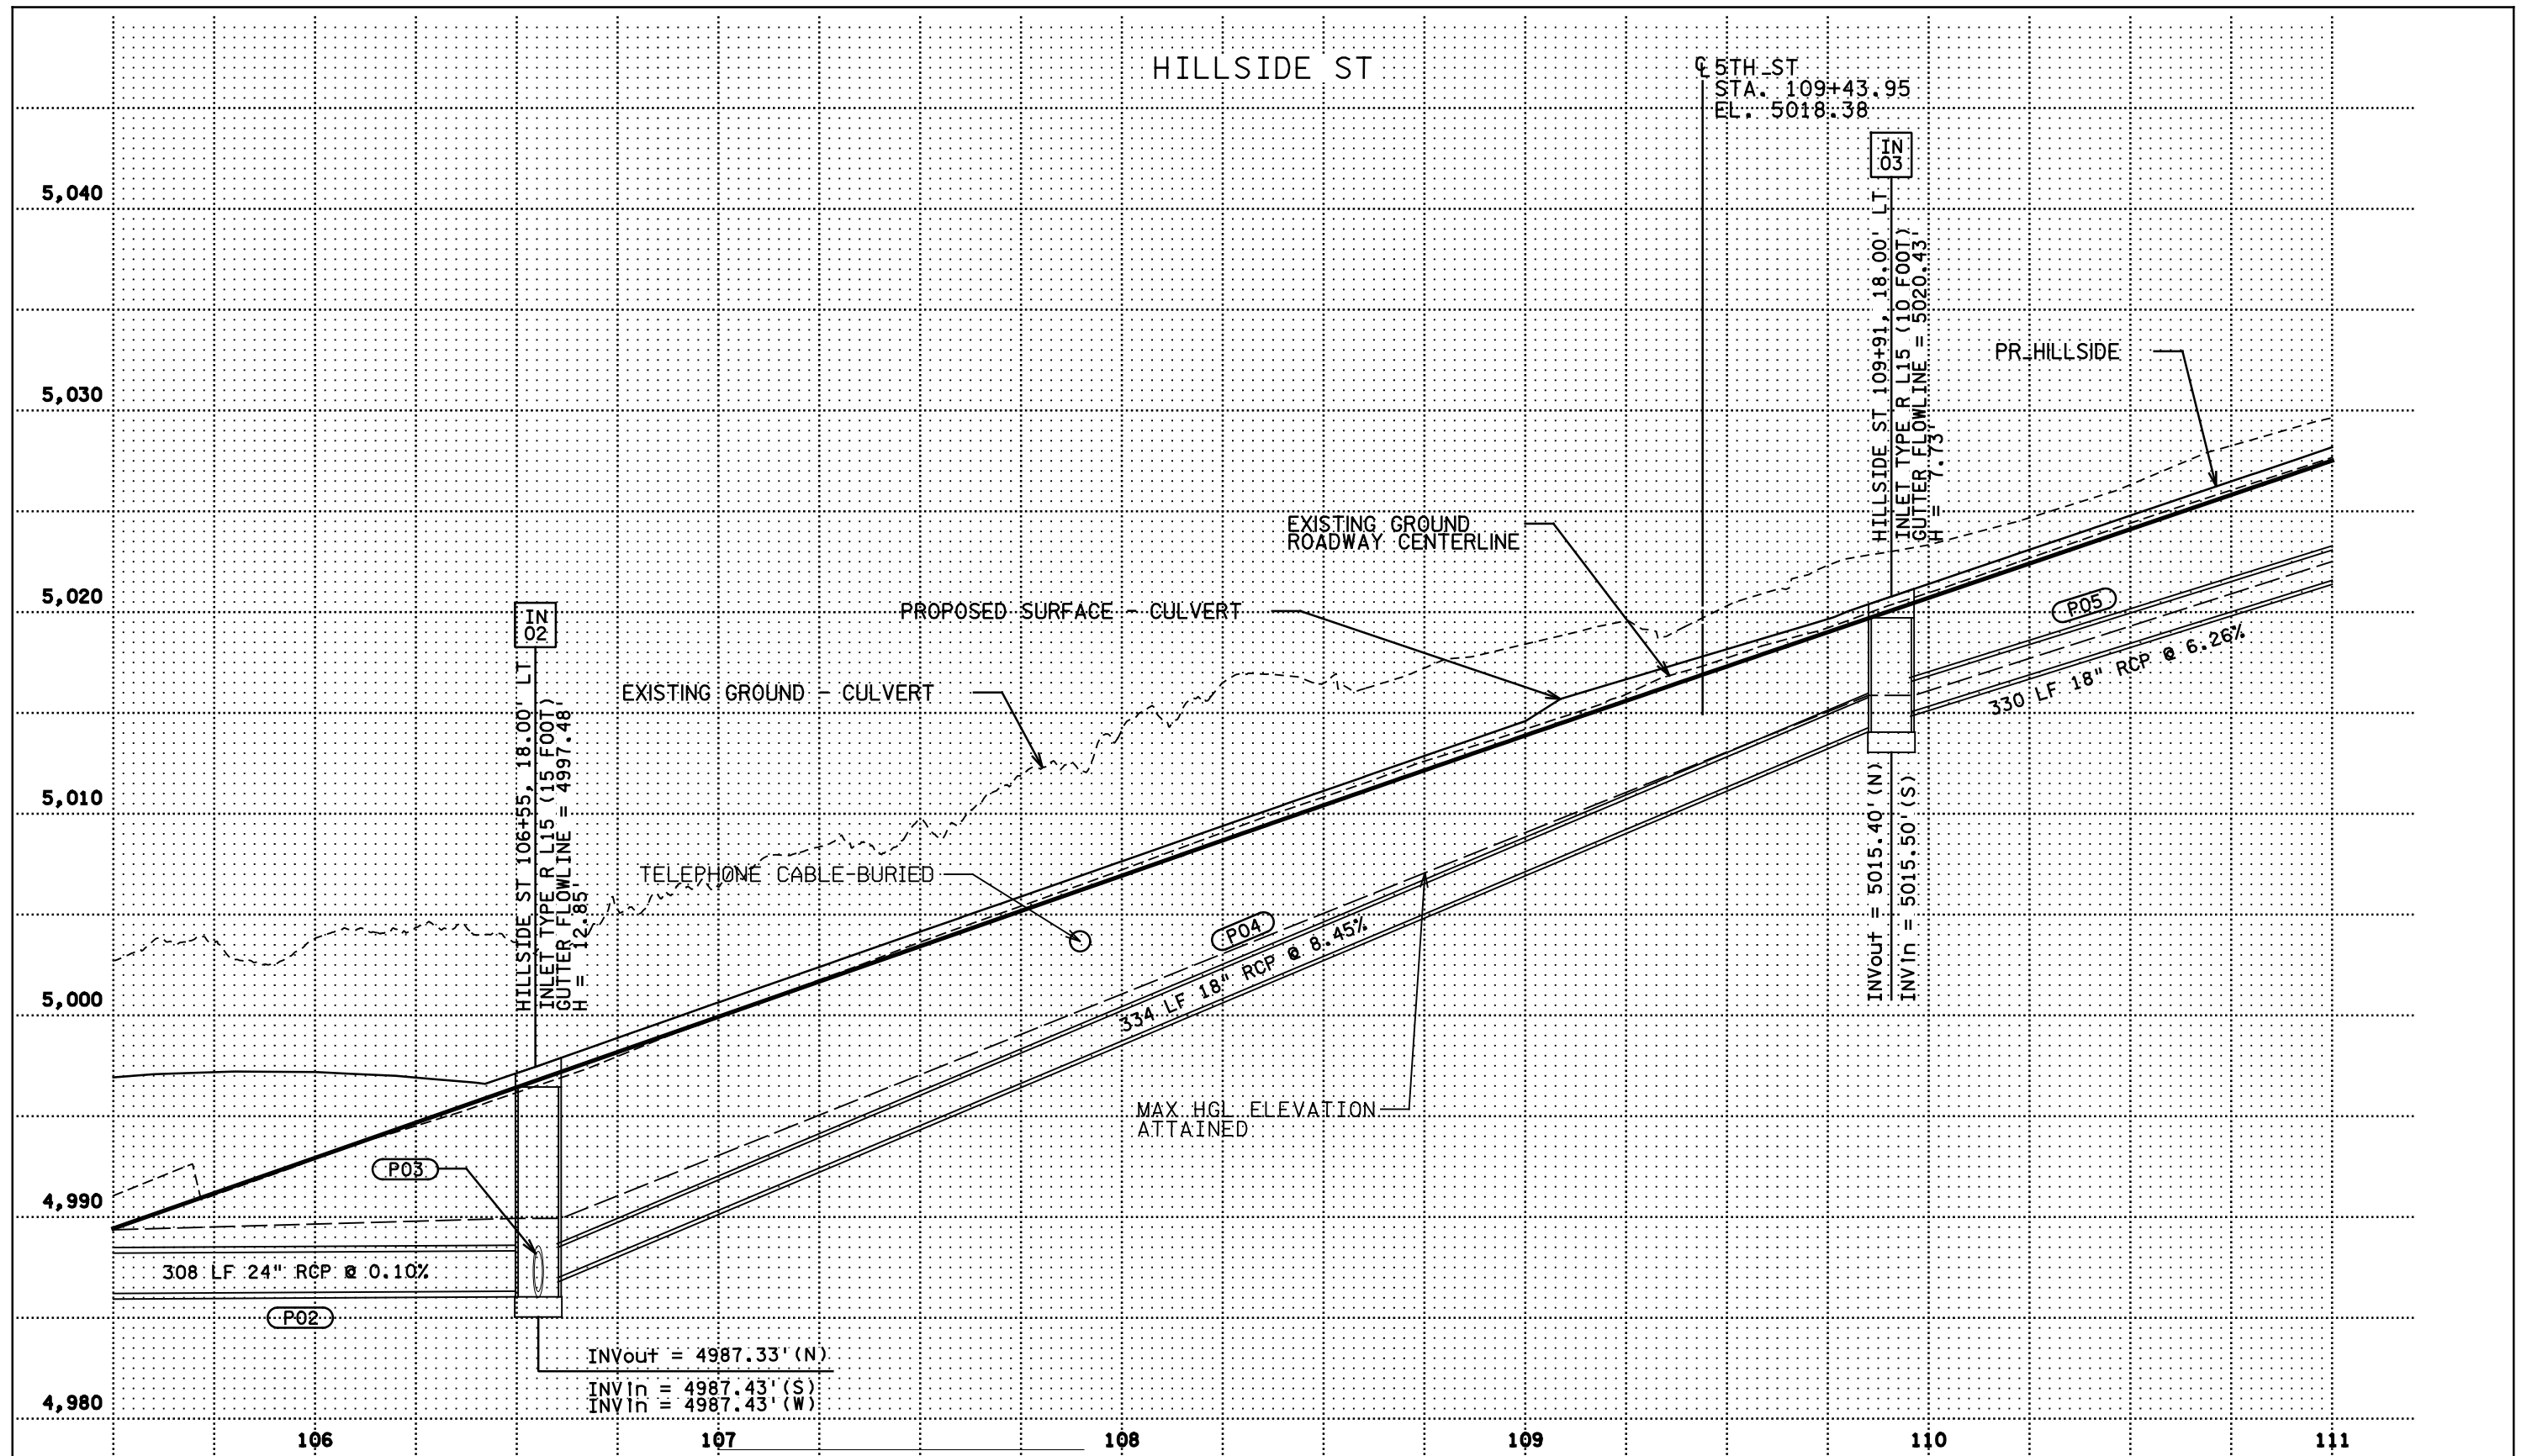 HILLSIDE ST
℄ 5TH_ST
STA. 109+43.95
EL. 5018.38
IN
03
HILLSIDE ST 109+91, 18.00' LT
INLET TYPE R L15 (10 FOOT)
GUTTER FLOWLINE = 5020.43'
H = 7.73'
PR_HILLSIDE
5,040
5,030
5,020
5,010
5,000
4,990
4,980
EXISTING GROUND
ROADWAY CENTERLINE
PROPOSED SURFACE - CULVERT
EXISTING GROUND - CULVERT
IN
02
HILLSIDE ST 106+55, 18.00' LT
INLET TYPE R L15 (15 FOOT)
GUTTER FLOWLINE = 4997.48'
H = 12.85'
TELEPHONE CABLE-BURIED
P05
330 LF 18" RCP @ 6.26%
P04
334 LF 18" RCP @ 8.45%
INVout = 5015.40'(N)
INVin = 5015.50'(S)
MAX HGL ELEVATION
ATTAINED
P03
308 LF 24" RCP @ 0.10%
P02
INVout = 4987.33'(N)
INVin = 4987.43'(S)
INVin = 4987.43'(W)
106
107
108
109
110
111